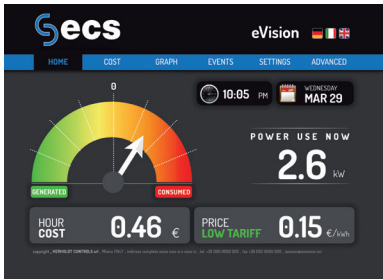 Secs
eVision
HOME COST GRAPH EVENTS SETTINGS ADVANCED
0
10:05 PM
WEDNESDAY
MAR 29
POWER USE NOW
2.6 kW
GENERATED
CONSUMED
HOUR COST 0.46 €
PRICE LOW TARIFF 0.15 €/kWh